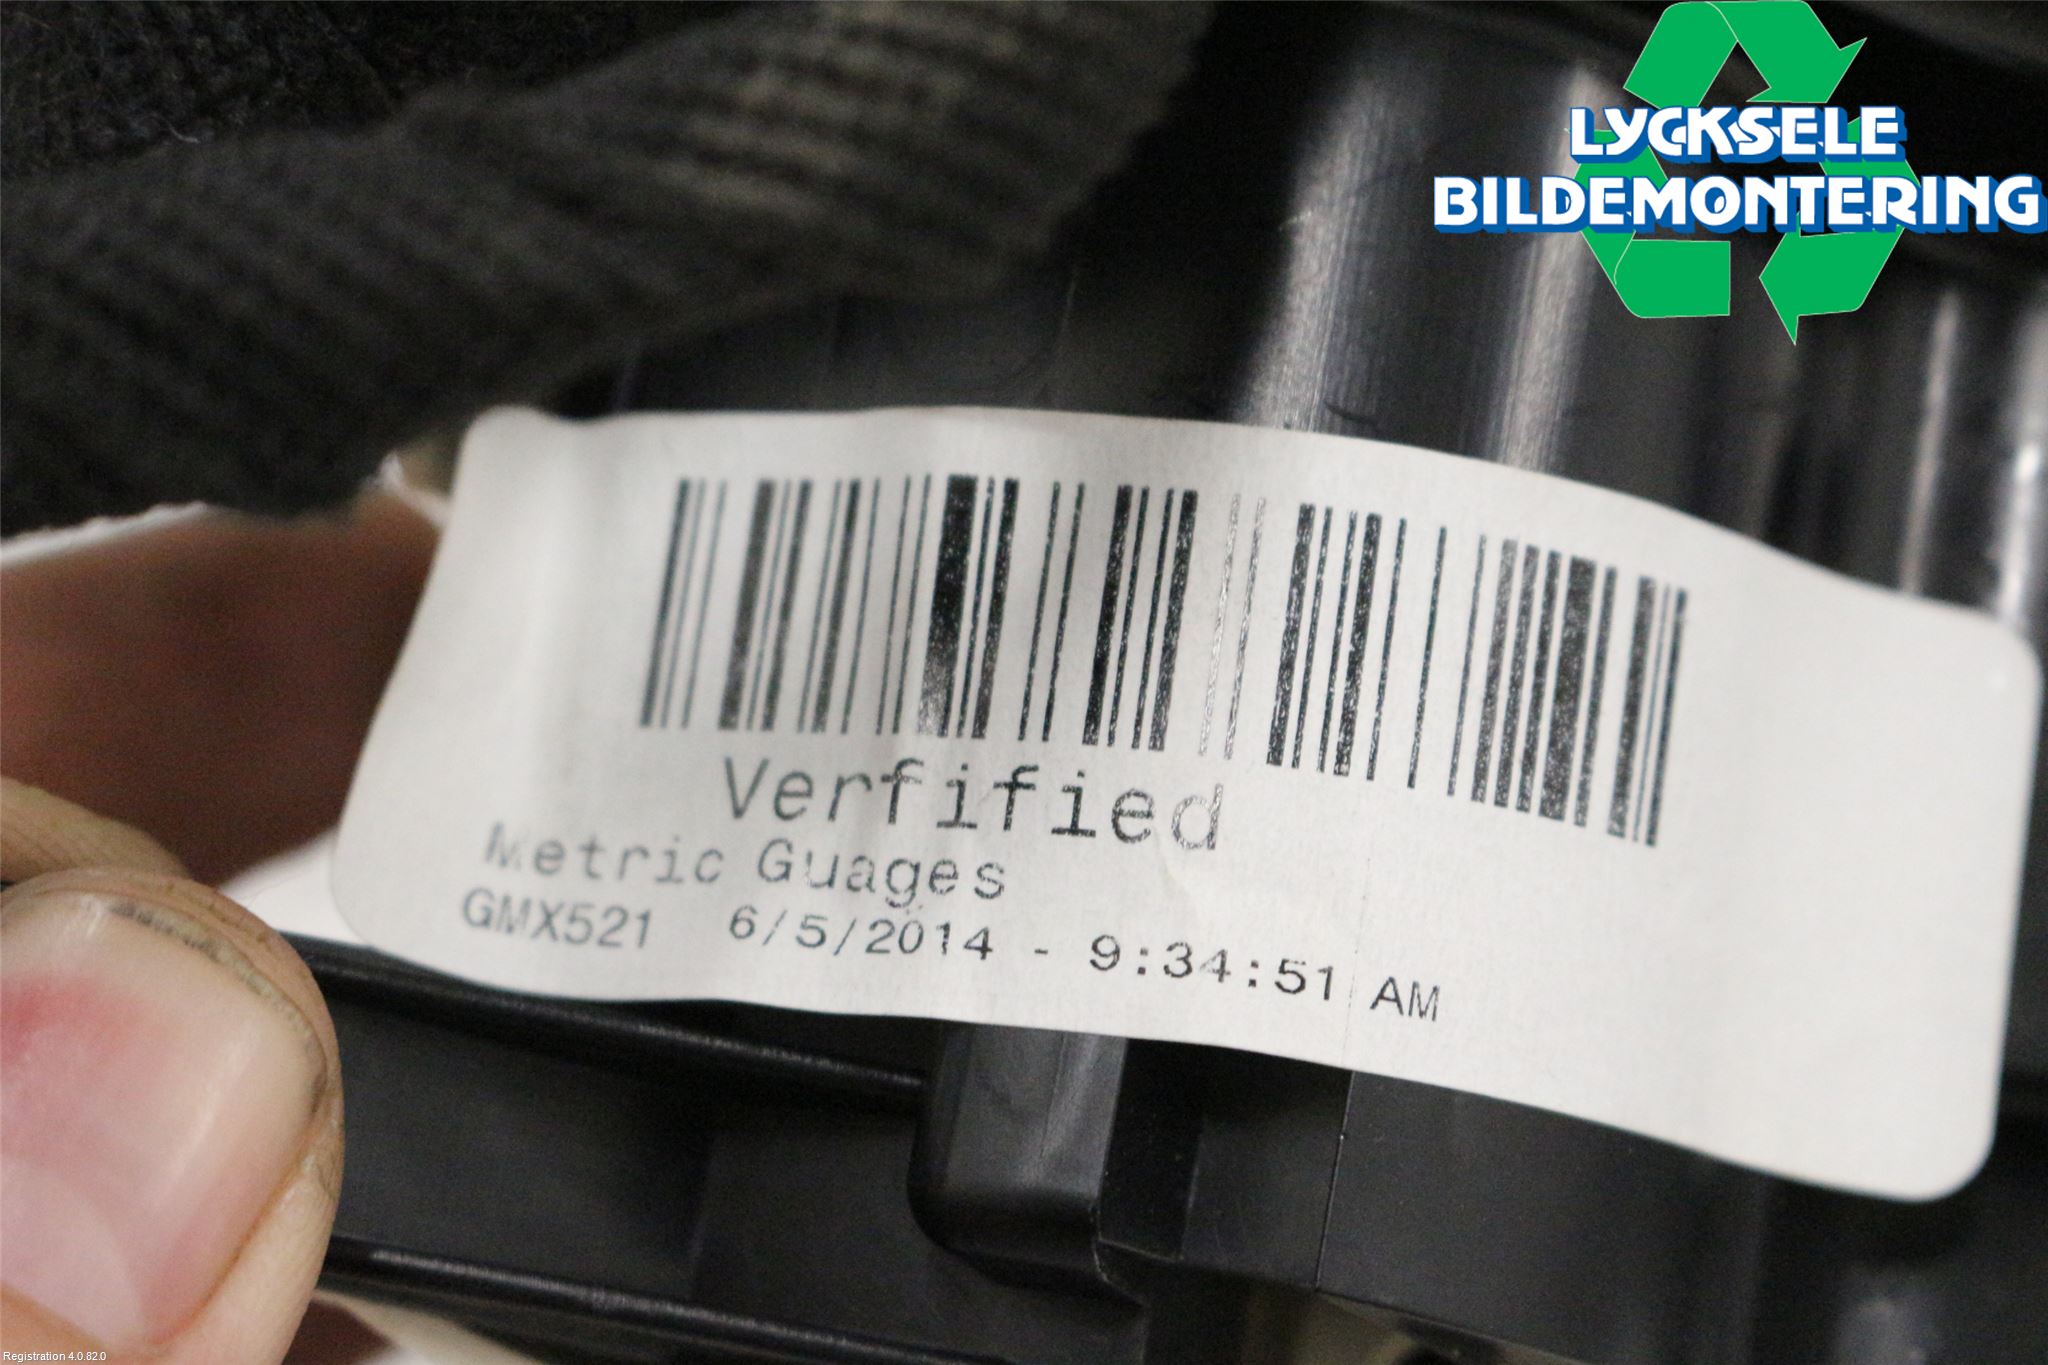 LYCKSELE
BILDEMONTERING
Verfified
Metric Guages
GMX521 6/5/2014 - 9:34:51 AM
Registration 4.0.82.0